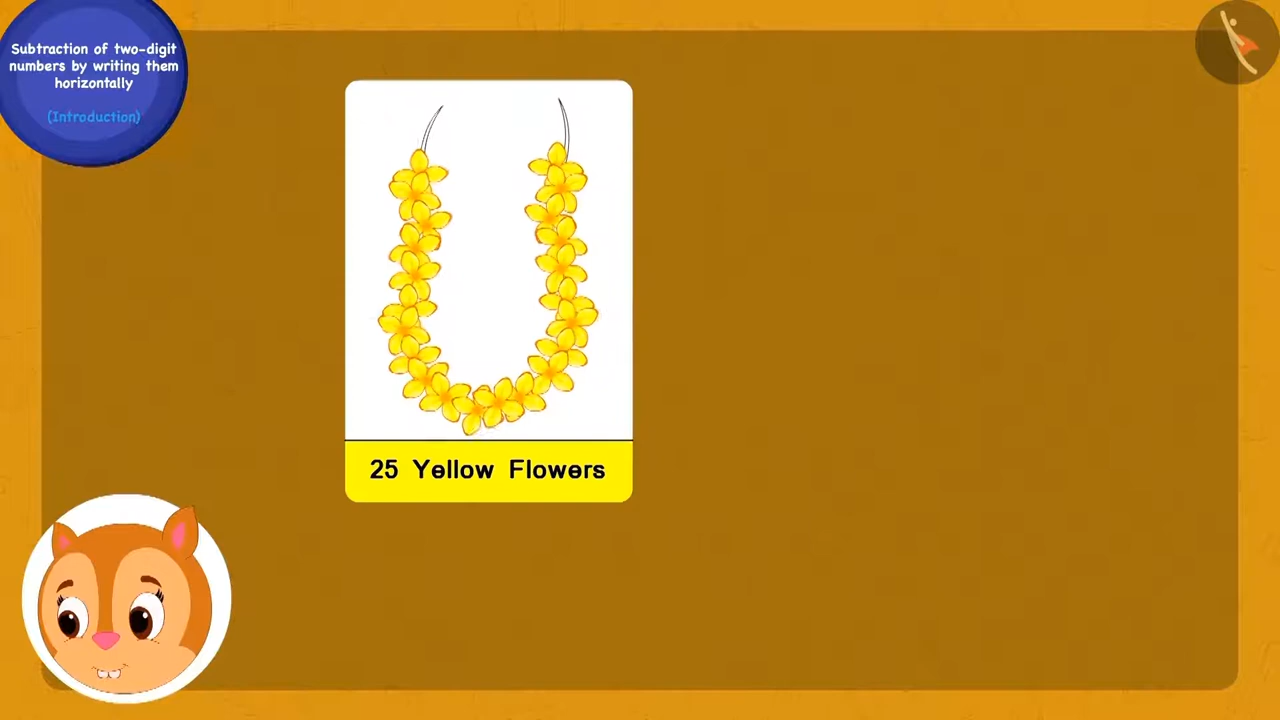 Subtraction of two-digit
numbers by writing them
horizontally
(Introduction)
25 Yellow Flowers